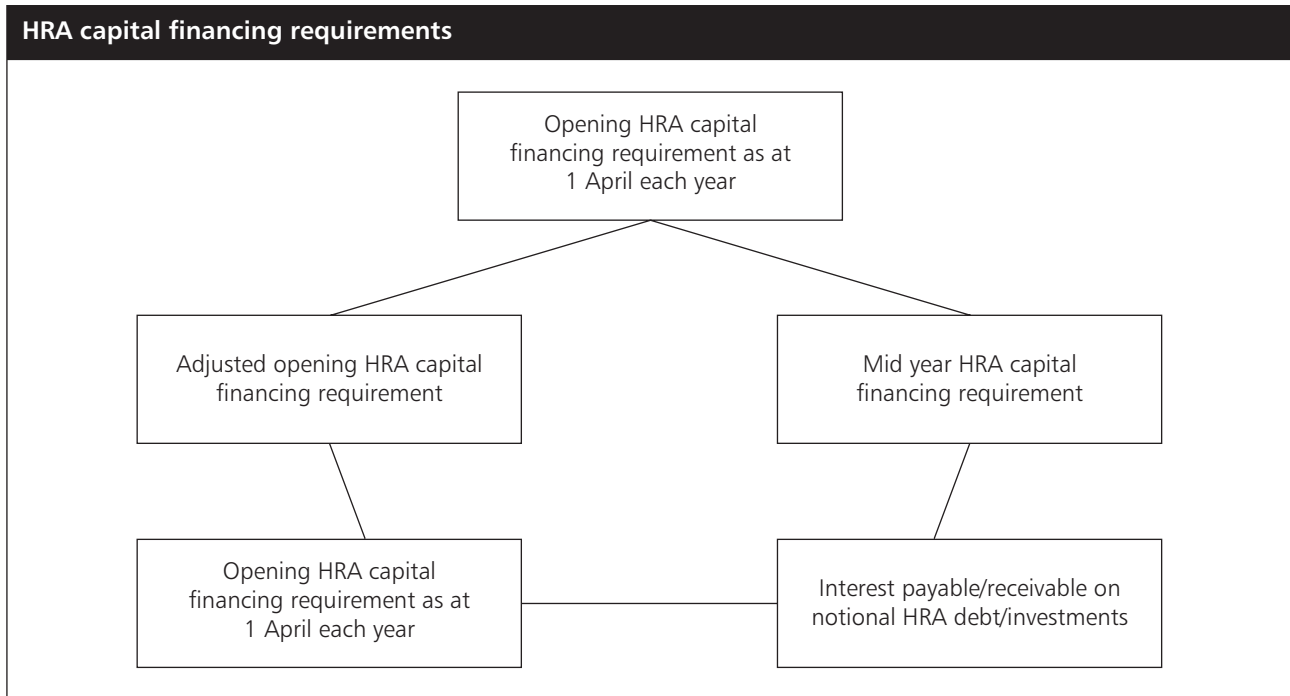 HRA capital financing requirements
Opening HRA capital
financing requirement as at
1 April each year
Adjusted opening HRA capital
financing requirement
Mid year HRA capital
financing requirement
Opening HRA capital
financing requirement as at
1 April each year
Interest payable/receivable on
notional HRA debt/investments